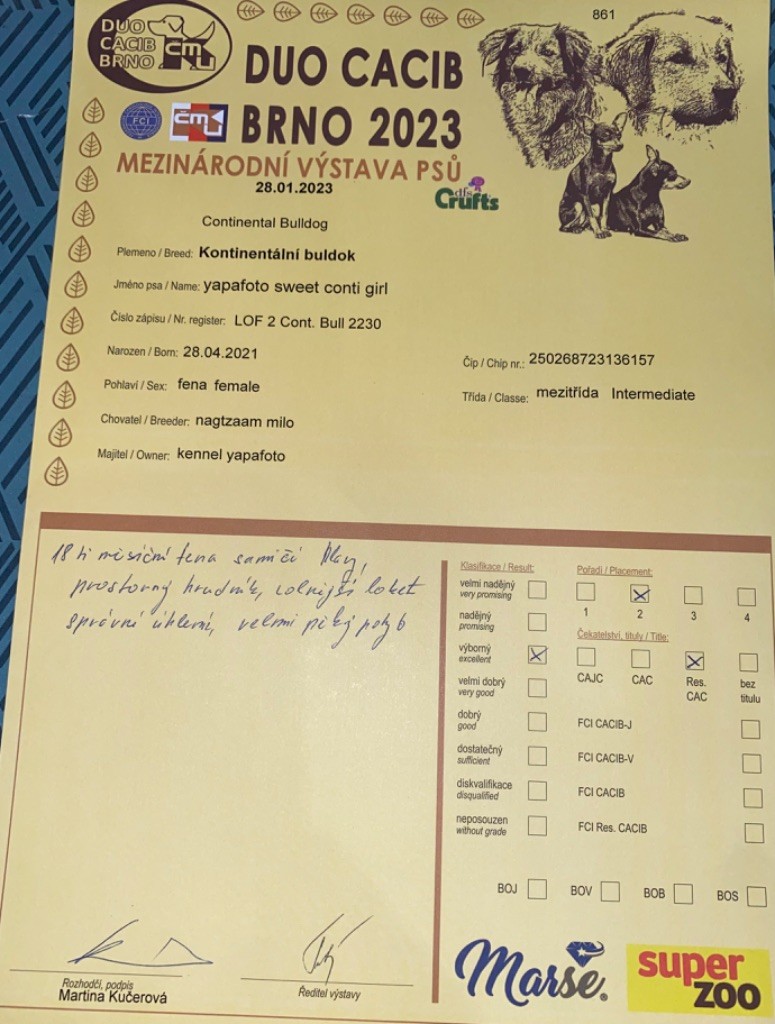 861
DUO
CACIB
BRNO
ČMKU
DUO CACIB
FCI
ČMKU
BRNO 2023
MEZINÁRODNÍ VÝSTAVA PSŮ
28.01.2023
dfs
Crufts
Continental Bulldog
Plemeno / Breed: Kontinentální buldok
Jméno psa / Name: yapafoto sweet conti girl
Číslo zápisu / Nr. register: LOF 2 Cont. Bull 2230
Narozen / Born: 28.04.2021
Čip / Chip nr.: 250268723136157
Pohlaví / Sex: fena female
Třída / Classe: mezitřída Intermediate
Chovatel / Breeder: nagtzaam milo
Majitel / Owner: kennel yapafoto
18 ti měsíční fena samičí hlavy,
prostorný hrudník, volnější loket
správné úhlení, velmi pěkný pohyb
Klasifikace / Result:
velmi nadějný
very promising
nadějný
promising
výborný
excellent
velmi dobrý
very good
dobrý
good
dostatečný
sufficient
diskvalifikace
disqualified
neposouzen
without grade
Pořadí / Placement:
1 2 3 4
Čekatelství, tituly / Title:
CAJC CAC Res. CAC bez titulu
FCI CACIB-J
FCI CACIB-V
FCI CACIB
FCI Res. CACIB
BOJ BOV BOB BOS
Rozhodčí, podpis
Martina Kučerová
Ředitel výstavy
Marse.
super
zoo